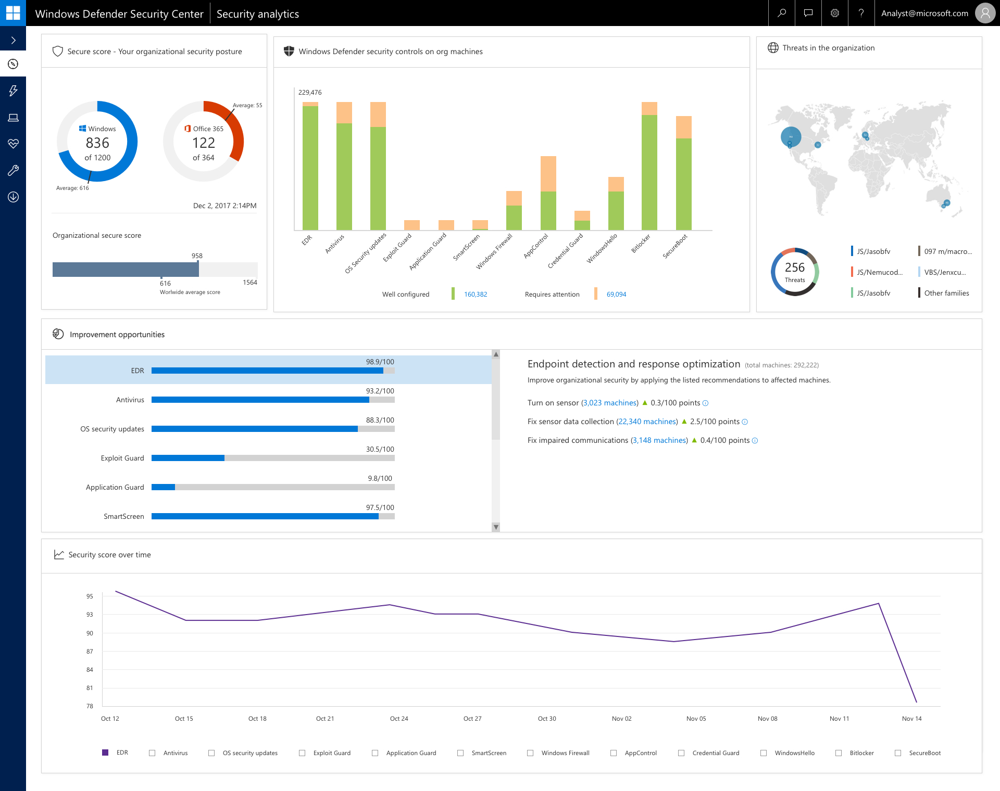 Windows Defender Security Center
Security analytics
?
Analyst@microsoft.com
Secure score - Your organizational security posture
Average: 55
Windows
836
of 1200
Office 365
122
of 364
Average: 616
Dec 2, 2017 2:14PM
Organizational secure score
958
616
1564
Worlwide average score
Windows Defender security controls on org machines
229,476
EDR
Antivirus
OS Security updates
Exploit Guard
Application Guard
SmartScreen
Windows Firewall
AppControl
Credential Guard
WindowsHello
Bitlocker
SecureBoot
Well configured
160,382
Requires attention
69,094
Threats in the organization
256
Threats
JS/Jasobfv
097 m/macro...
JS/Nemucod...
VBS/Jenxcu...
JS/Jasobfv
Other families
Improvement opportunities
98.9/100
EDR
93.2/100
Antivirus
88.3/100
OS security updates
30.5/100
Exploit Guard
9.8/100
Application Guard
97.5/100
SmartScreen
Endpoint detection and response optimization (total machines: 292,222)
Improve organizational security by applying the listed recommendations to affected machines.
Turn on sensor (3,023 machines) 0.3/100 points
Fix sensor data collection (22,340 machines) 2.5/100 points
Fix impaired communications (3,148 machines) 0.4/100 points
Security score over time
95
93
90
87
84
81
78
Oct 12 Oct 15 Oct 18 Oct 21 Oct 24 Oct 27 Oct 30 Nov 02 Nov 05 Nov 08 Nov 11 Nov 14
EDR Antivirus OS security updates Exploit Guard Application Guard SmartScreen Windows Firewall AppControl Credential Guard WindowsHello Bitlocker SecureBoot